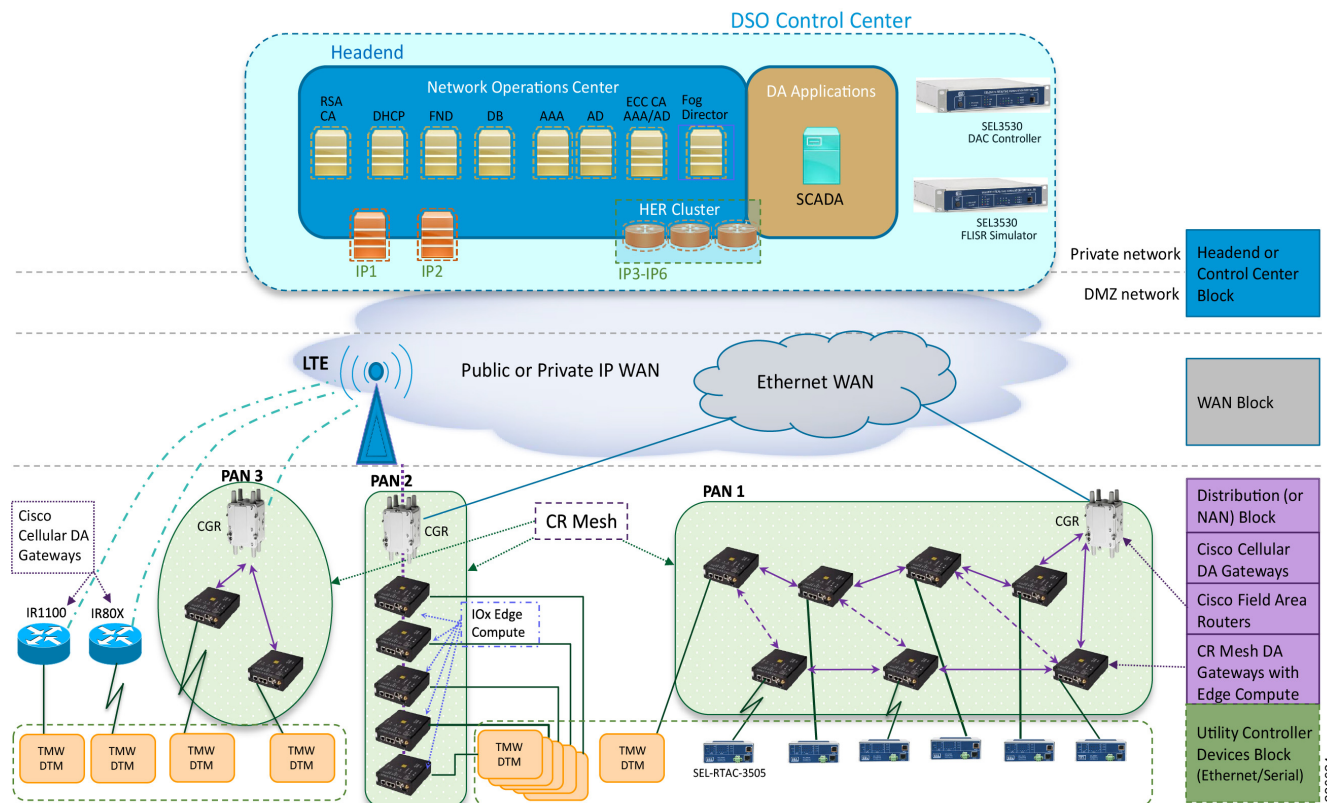 DSO Control Center
Headend
Network Operations Center
DA Applications
RSA
CA
DHCP
FND
DB
AAA
AD
ECC CA
AAA/AD
Fog
Director
SEL3530
DAC Controller
SCADA
HER Cluster
SEL3530
FLISR Simulator
IP1
IP2
IP3-IP6
Private network
DMZ network
Headend or
Control Center
Block
LTE
Public or Private IP WAN
Ethernet WAN
WAN Block
PAN 3
PAN 2
PAN 1
Cisco
Cellular DA
Gateways
CGR
CGR
CR Mesh
CGR
Distribution (or
NAN) Block
Cisco Cellular
DA Gateways
Cisco Field Area
Routers
CR Mesh DA
Gateways with
Edge Compute
IR1100
IR80X
IOx Edge
Compute
TMW
DTM
TMW
DTM
TMW
DTM
TMW
DTM
TMW
DTM
TMW
DTM
SEL-RTAC-3505
Utility Controller
Devices Block
(Ethernet/Serial)